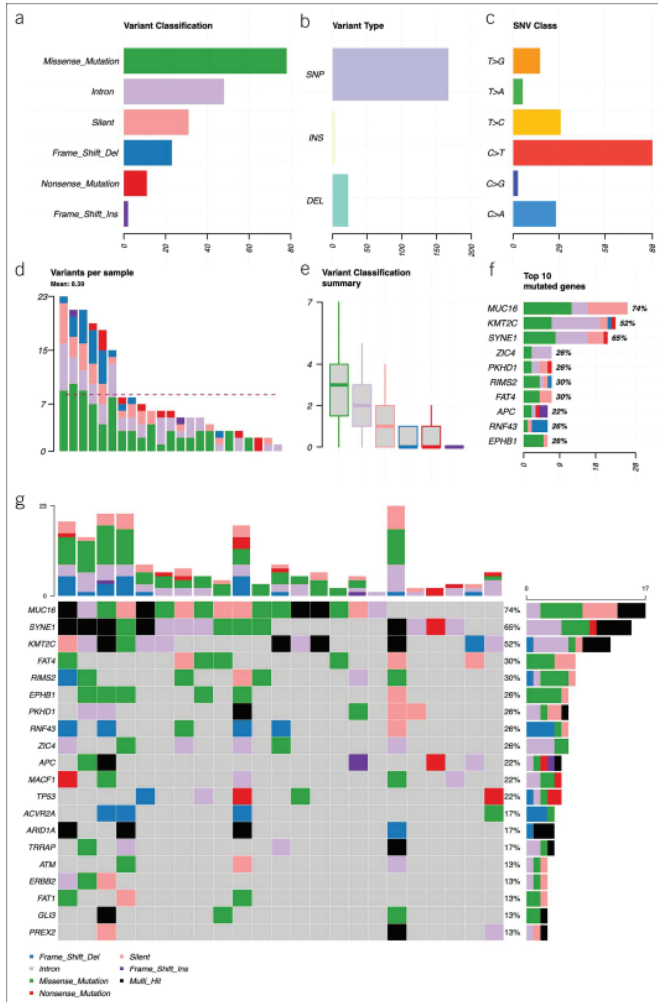 a
Variant Classification
Missense_Mutation
Intron
Silent
Frame_Shift_Del
Nonsense_Mutation
Frame_Shift_Ins
0 20 40 60 80
b
Variant Type
SNP
INS
DEL
0 50 100 150 200
c
SNV Class
T>G
T>A
T>C
C>T
C>G
C>A
0 29 58 88
d
Variants per sample
Mean: 8.39
23
15
7
0
e
Variant Classification
summary
7
4
2
0
f
Top 10
mutated genes
MUC16 74%
KMT2C 52%
SYNE1 65%
ZIC4 26%
PKHD1 26%
RIMS2 30%
FAT4 30%
APC 22%
RNF43 26%
EPHB1 26%
0 9 18 28
g
23
0
0 17
MUC16 74%
SYNE1 65%
KMT2C 52%
FAT4 30%
RIMS2 30%
EPHB1 26%
PKHD1 26%
RNF43 26%
ZIC4 26%
APC 22%
MACF1 22%
TP53 22%
ACVR2A 17%
ARID1A 17%
TRRAP 17%
ATM 13%
ERBB2 13%
FAT1 13%
GLI3 13%
PREX2 13%
Frame_Shift_Del Silent
Intron Frame_Shift_Ins
Missense_Mutation Multi_Hit
Nonsense_Mutation